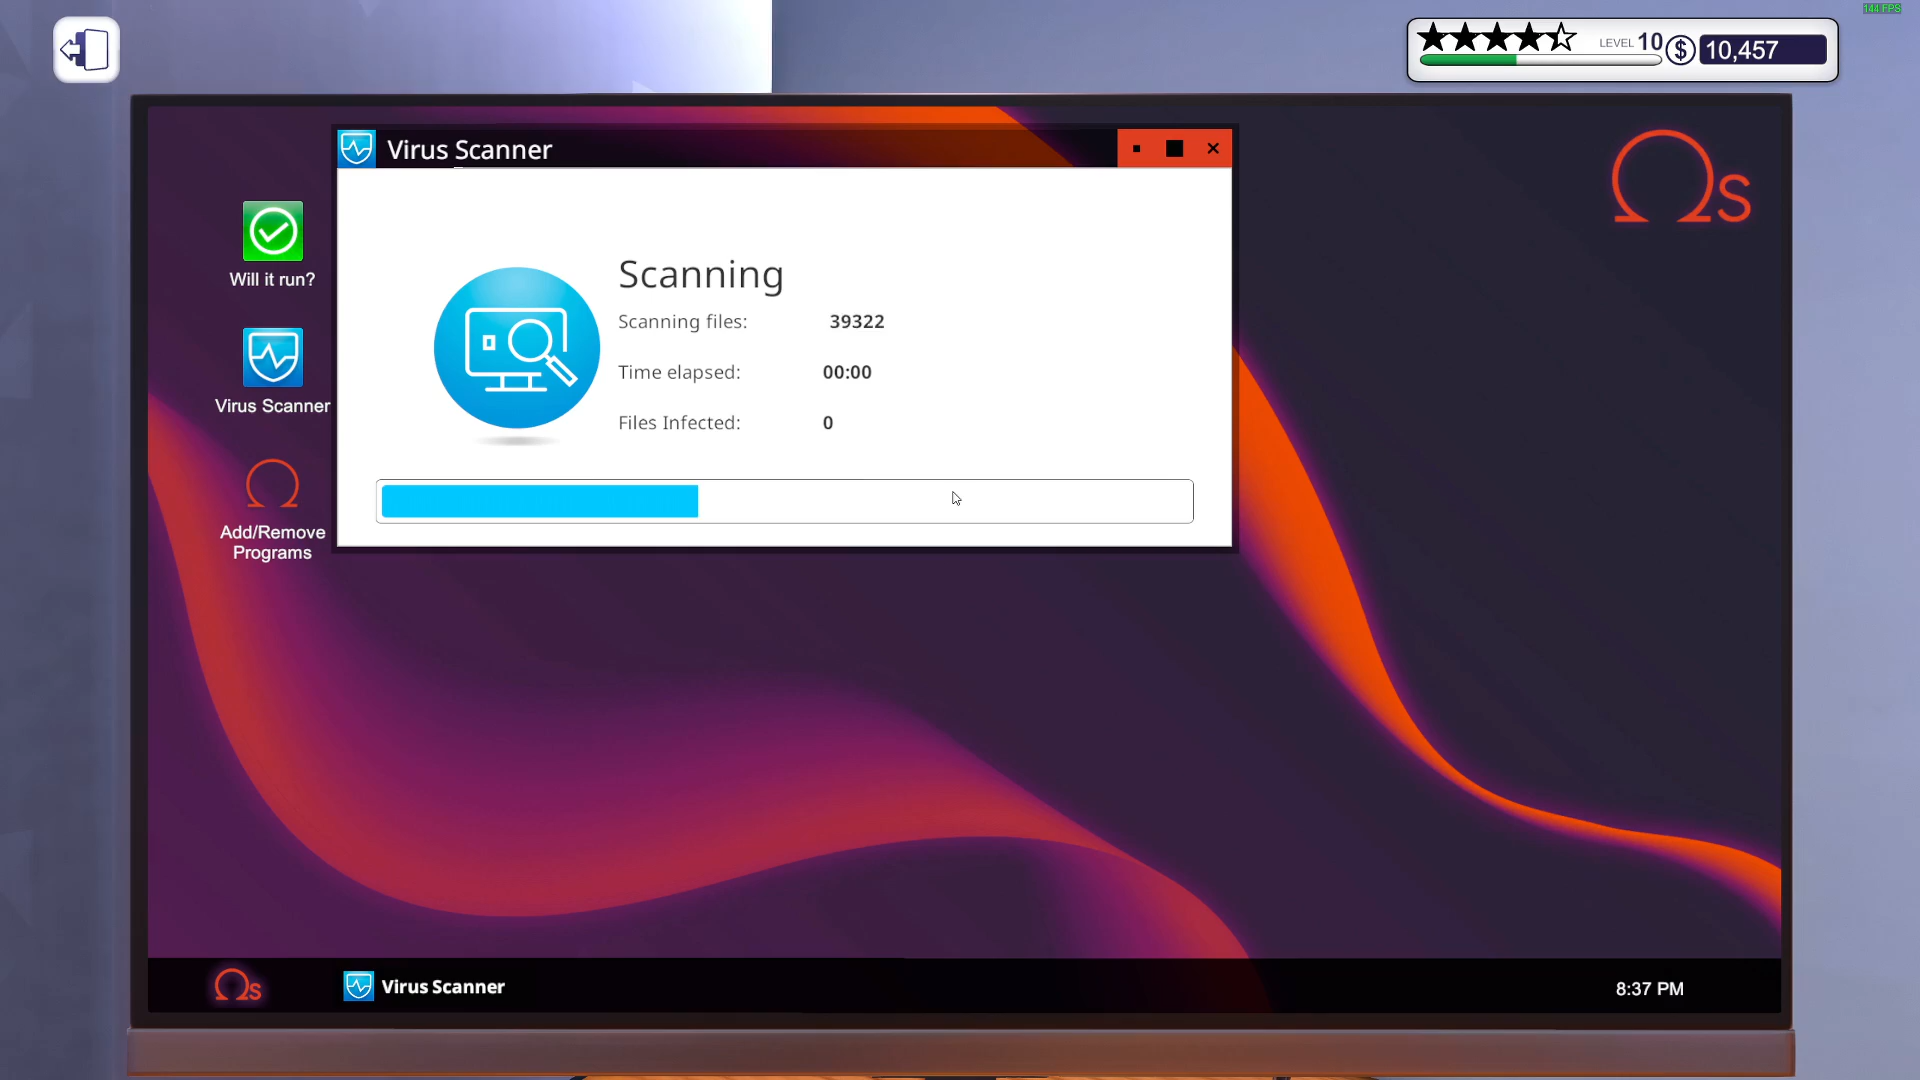 144 FPS
LEVEL 10
$ 10,457
Virus Scanner
Ωs
Will it run?
Scanning
Scanning files: 39322
Time elapsed: 00:00
Files Infected: 0
Virus Scanner
Add/Remove
Programs
Ωs
Virus Scanner
8:37 PM